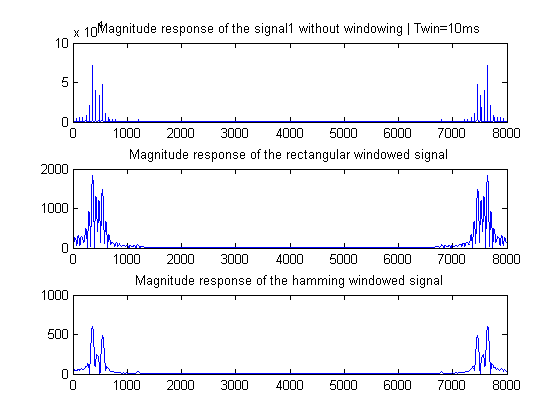 x 10⁴ Magnitude response of the signal1 without windowing | Twin=10ms
10
5
0
0 1000 2000 3000 4000 5000 6000 7000 8000
Magnitude response of the rectangular windowed signal
2000
1000
0
0 1000 2000 3000 4000 5000 6000 7000 8000
Magnitude response of the hamming windowed signal
1000
500
0
0 1000 2000 3000 4000 5000 6000 7000 8000